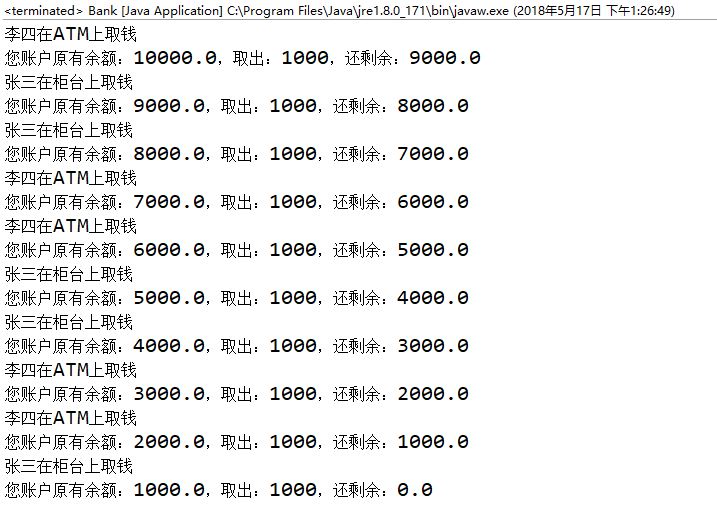 <terminated> Bank [Java Application] C:\Program Files\Java\jre1.8.0_171\bin\javaw.exe (2018年5月17日 下午1:26:49)
李四在ATM上取钱
您账户原有余额：10000.0，取出：1000，还剩余：9000.0
张三在柜台上取钱
您账户原有余额：9000.0，取出：1000，还剩余：8000.0
张三在柜台上取钱
您账户原有余额：8000.0，取出：1000，还剩余：7000.0
李四在ATM上取钱
您账户原有余额：7000.0，取出：1000，还剩余：6000.0
李四在ATM上取钱
您账户原有余额：6000.0，取出：1000，还剩余：5000.0
张三在柜台上取钱
您账户原有余额：5000.0，取出：1000，还剩余：4000.0
张三在柜台上取钱
您账户原有余额：4000.0，取出：1000，还剩余：3000.0
李四在ATM上取钱
您账户原有余额：3000.0，取出：1000，还剩余：2000.0
李四在ATM上取钱
您账户原有余额：2000.0，取出：1000，还剩余：1000.0
张三在柜台上取钱
您账户原有余额：1000.0，取出：1000，还剩余：0.0